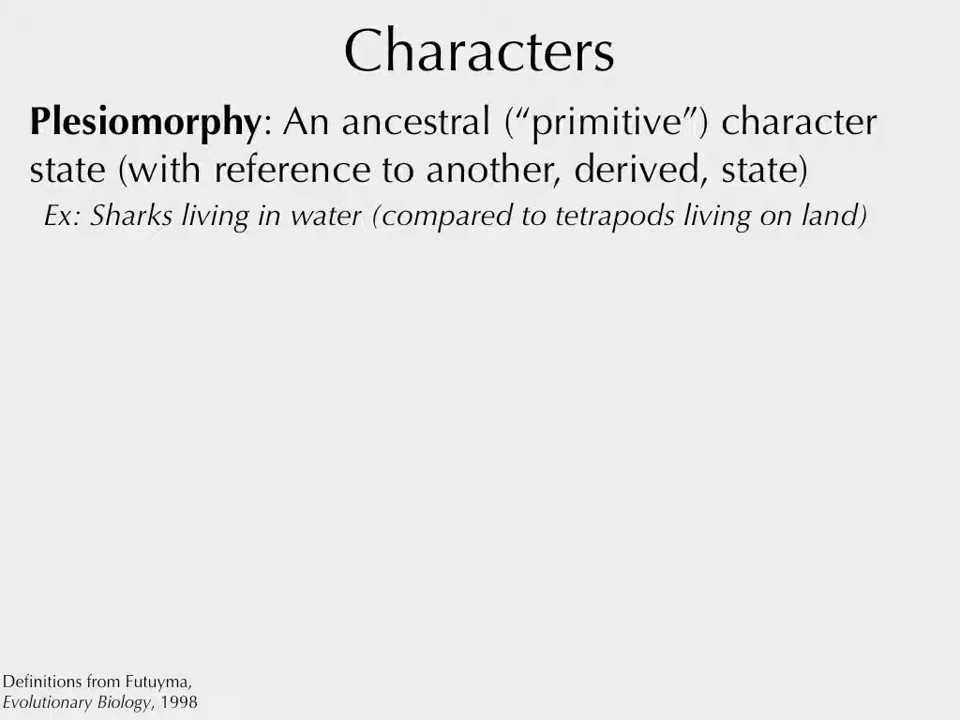 Characters
Plesiomorphy: An ancestral (“primitive”) character
state (with reference to another, derived, state)
Ex: Sharks living in water (compared to tetrapods living on land)
Definitions from Futuyma,
Evolutionary Biology, 1998